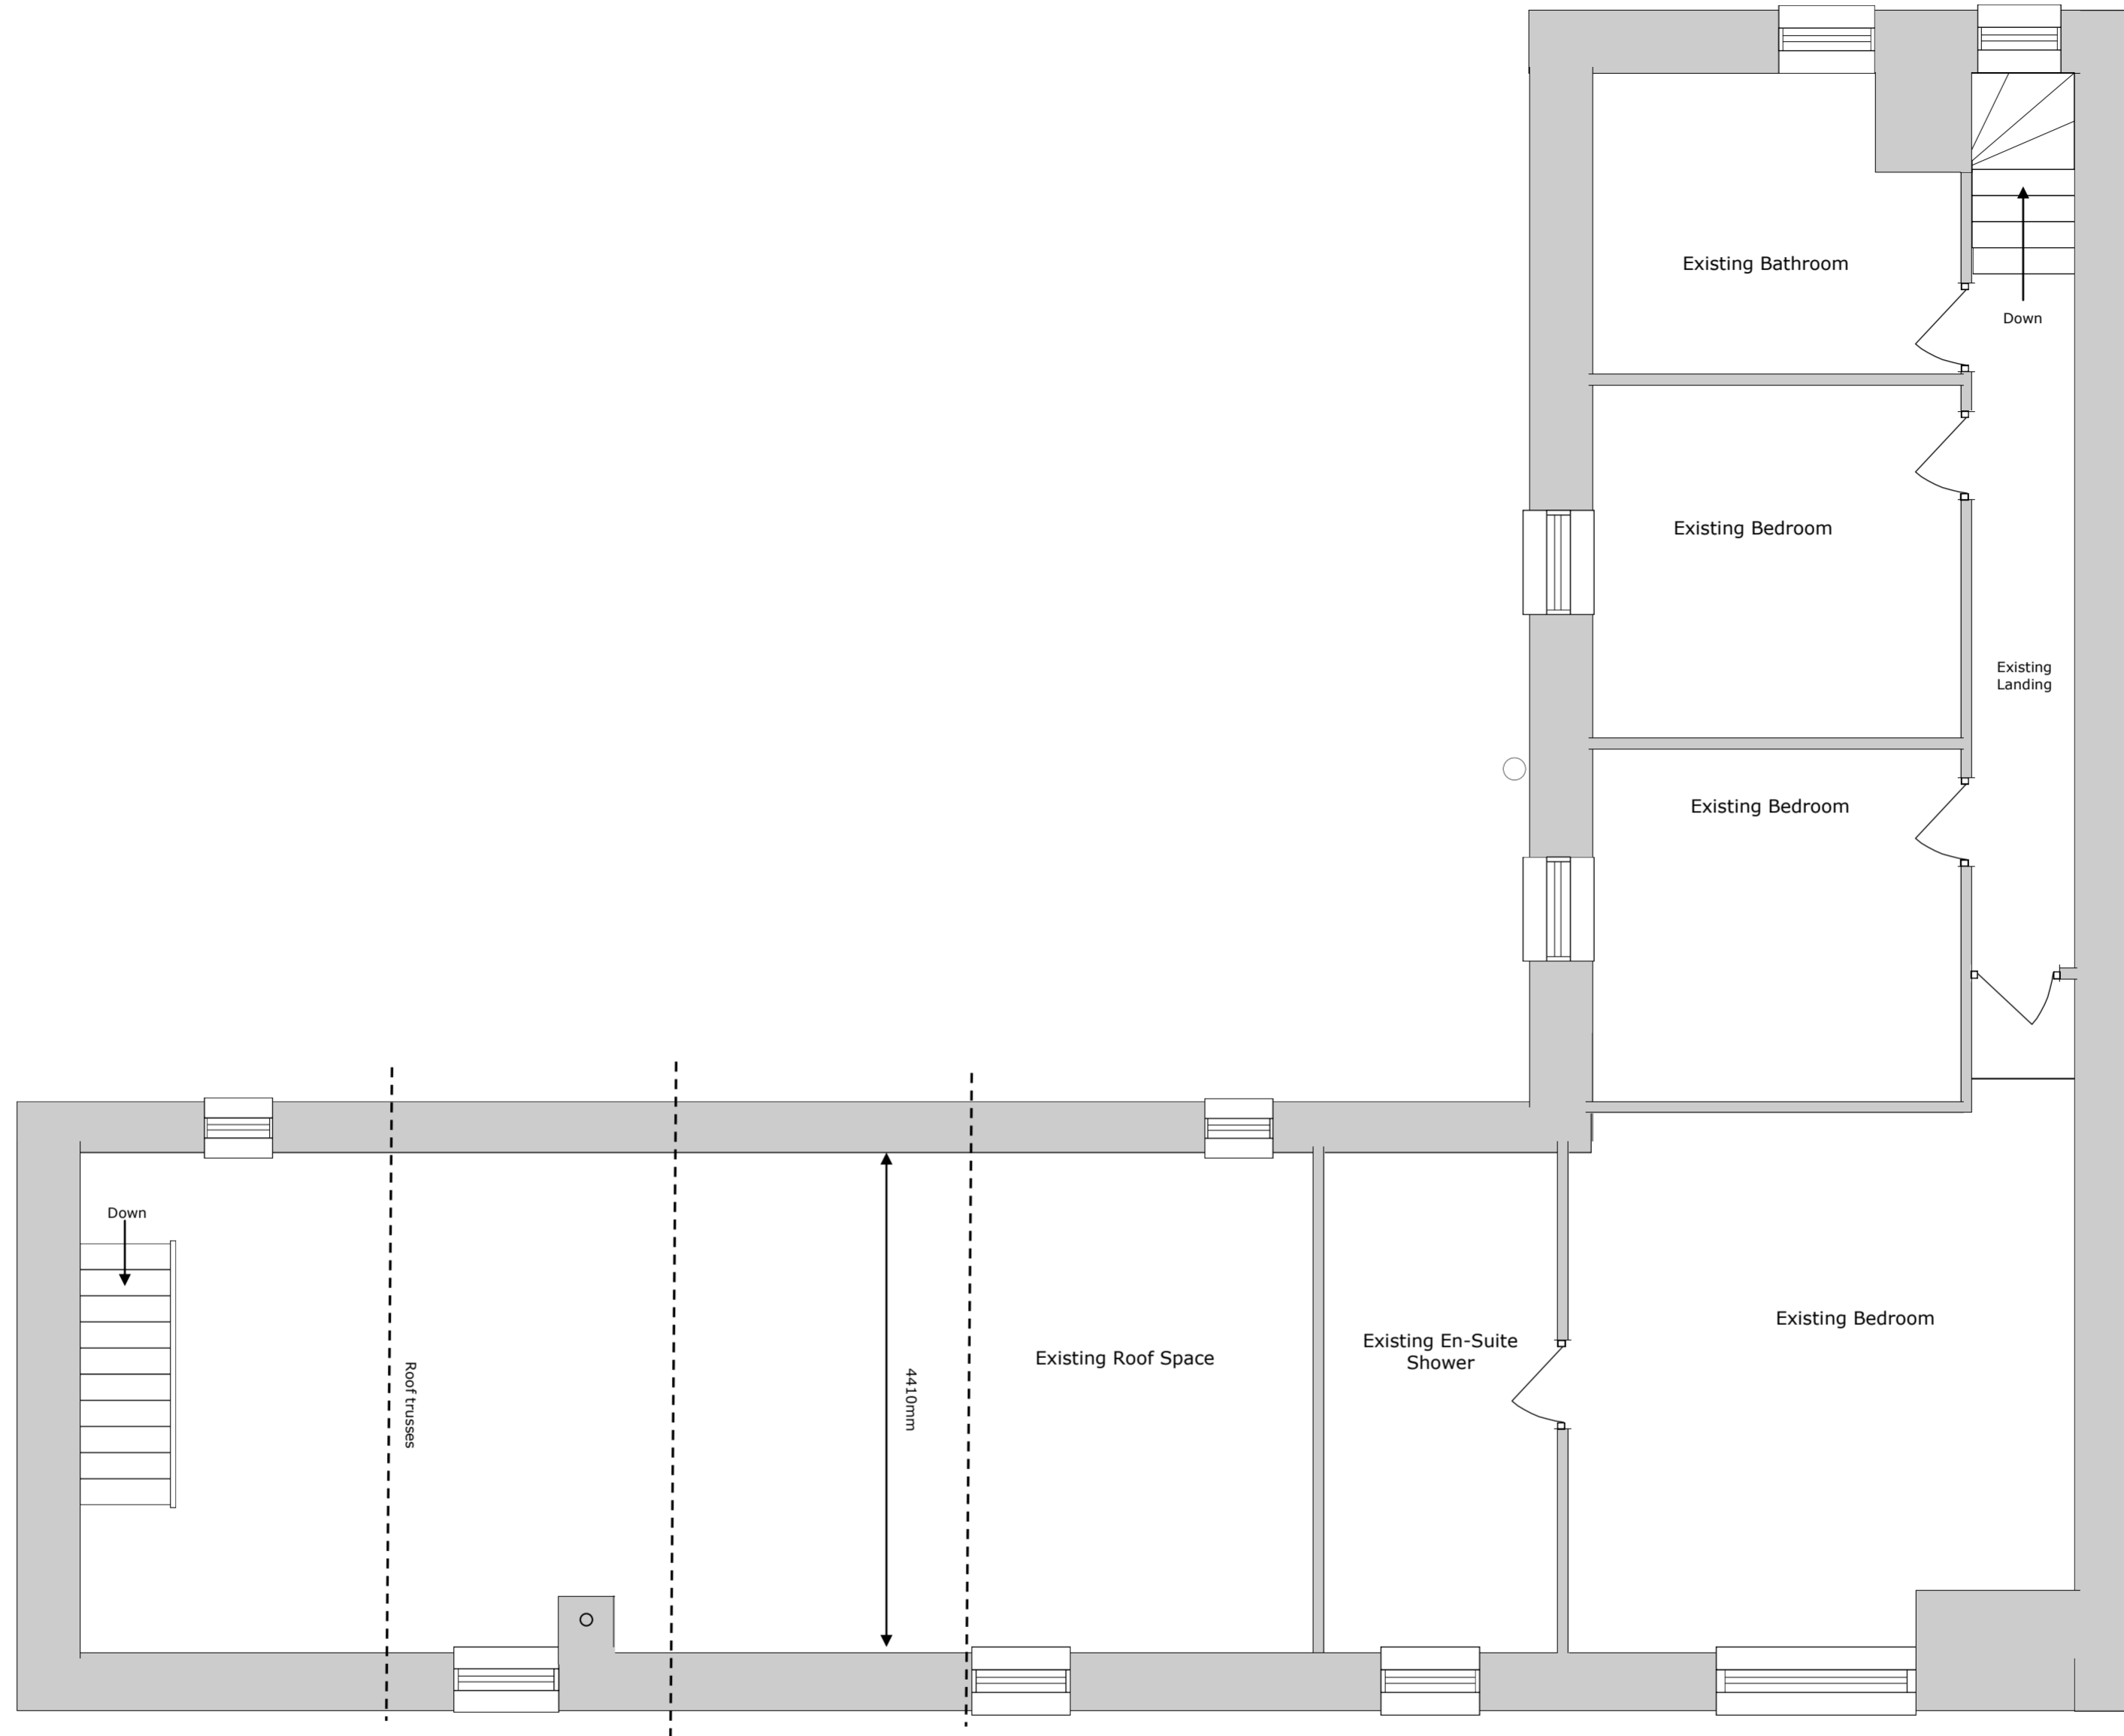 Existing Bathroom
Down
Existing Bedroom
Existing
Landing
Existing Bedroom
Down
Roof trusses
4410mm
Existing Roof Space
Existing En-Suite
Shower
Existing Bedroom